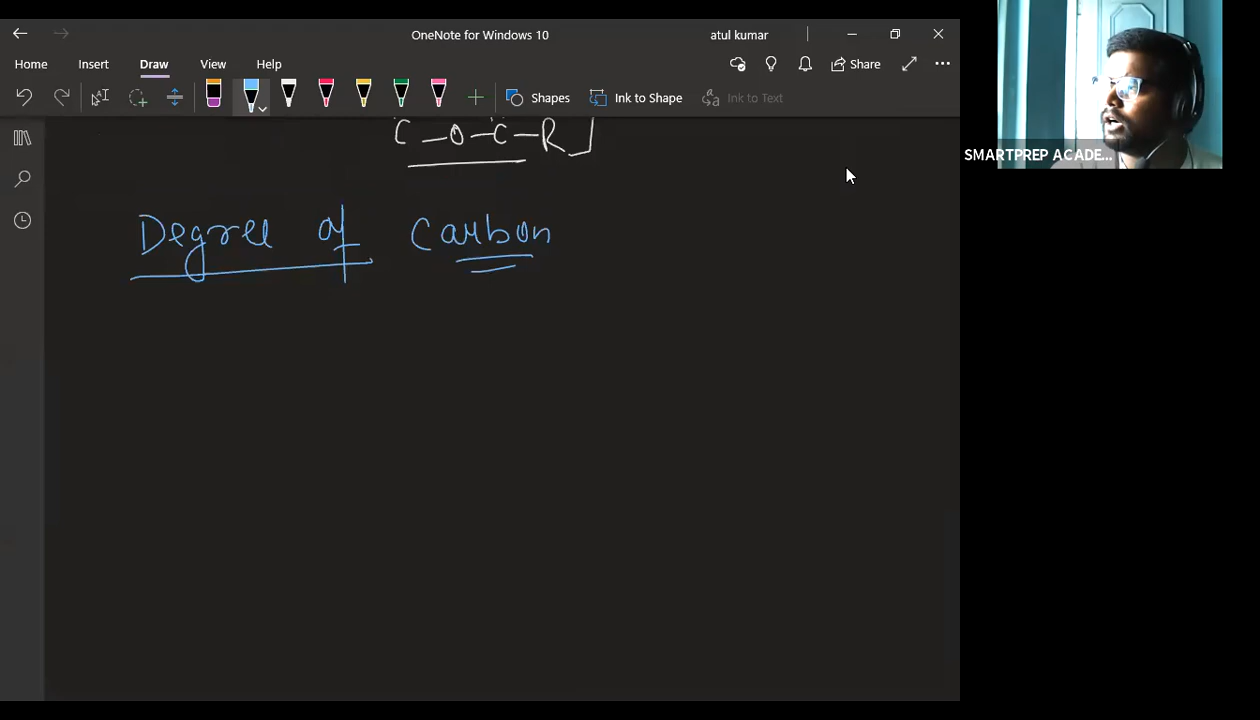 OneNote for Windows 10
atul kumar
Home Insert Draw View Help
Share
Shapes Ink to Shape Ink to Text
C-O-C-R]
SMARTPREP ACADE...
Degree of Carbon